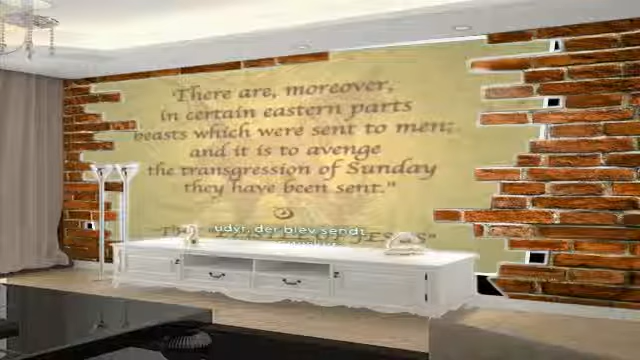 "There are, moreover,
in certain eastern parts
beasts which were sent to men;
and it is to avenge
the transgression of Sunday
they have been sent."
udyr, der blev sendt